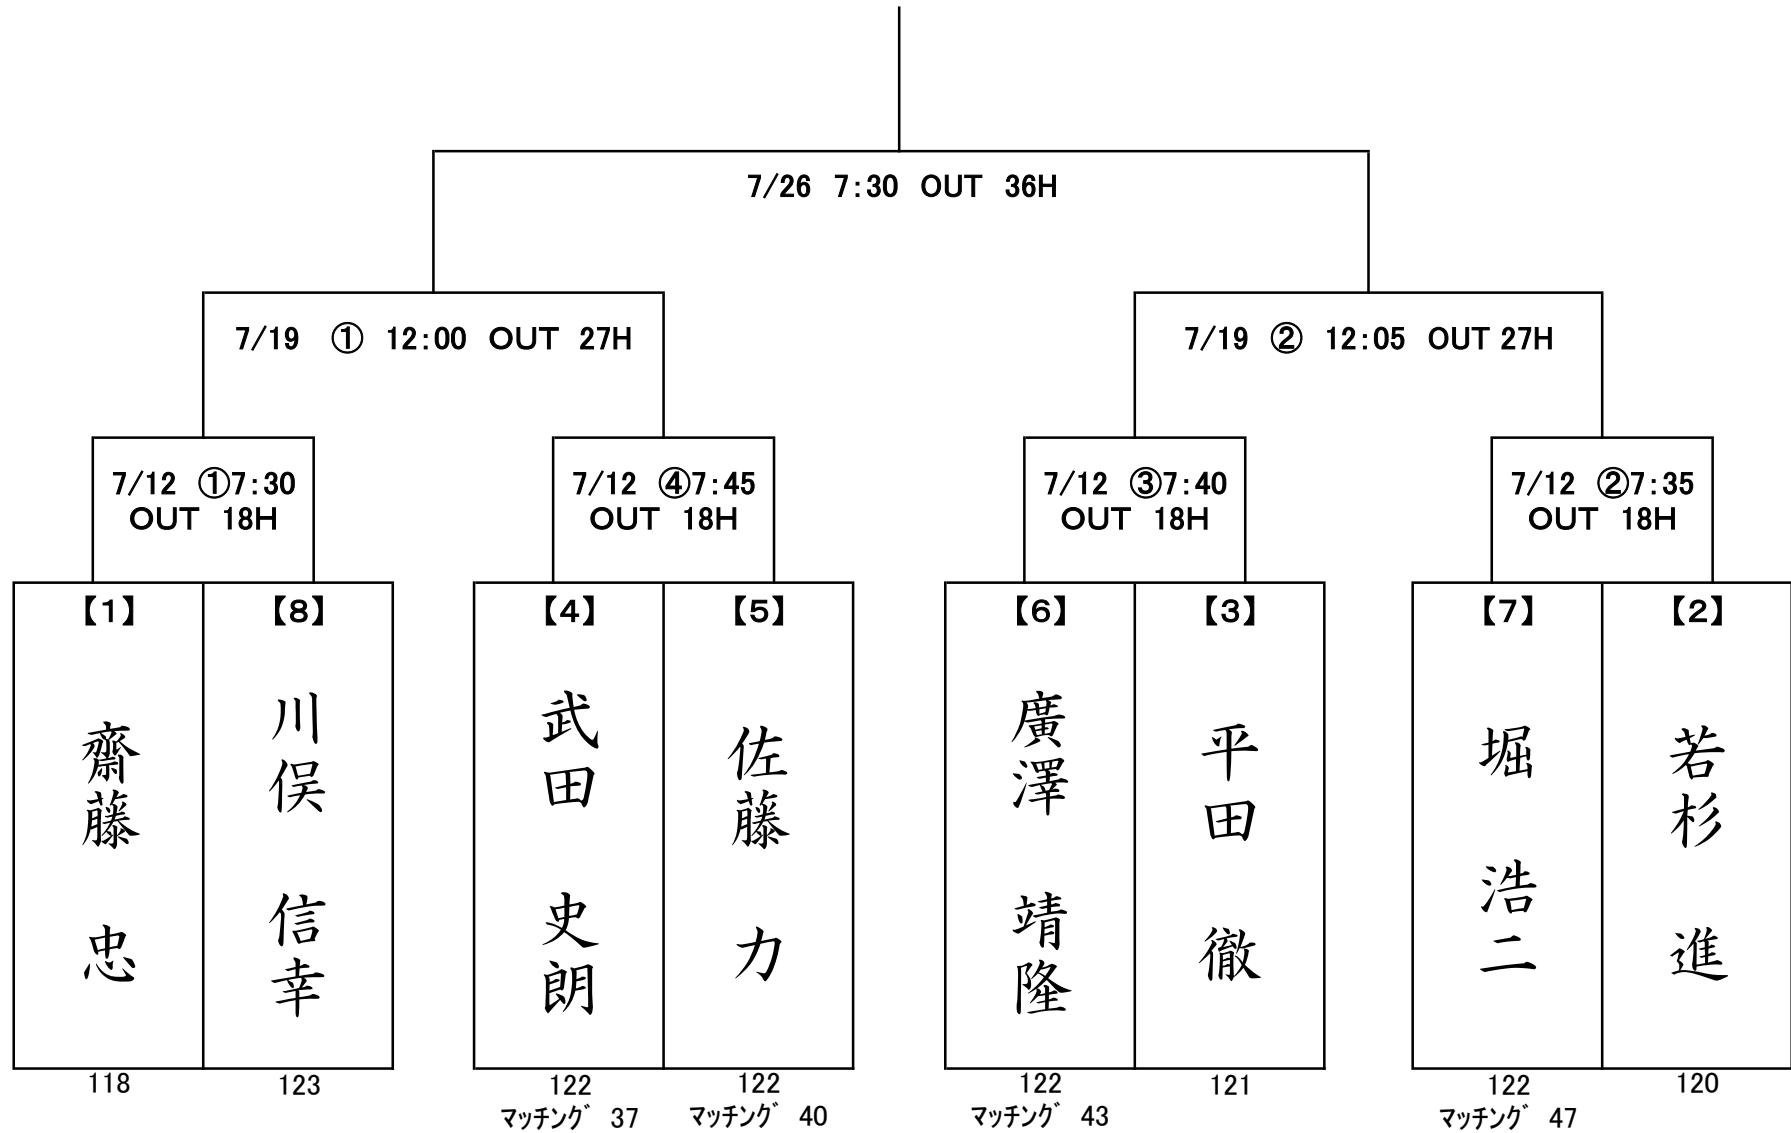 7/26 7:30 OUT 36H
7/19 ① 12:00 OUT 27H
7/19 ② 12:05 OUT 27H
7/12 ①7:30
OUT 18H
7/12 ④7:45
OUT 18H
7/12 ③7:40
OUT 18H
7/12 ②7:35
OUT 18H
【1】
齋藤 忠
118
【8】
川俣 信幸
123
【4】
武田 史朗
122
マッチング 37
【5】
佐藤 力
122
マッチング 40
【6】
廣澤 靖隆
122
マッチング 43
【3】
平田 徹
121
【7】
堀 浩二
122
マッチング 47
【2】
若杉 進
120